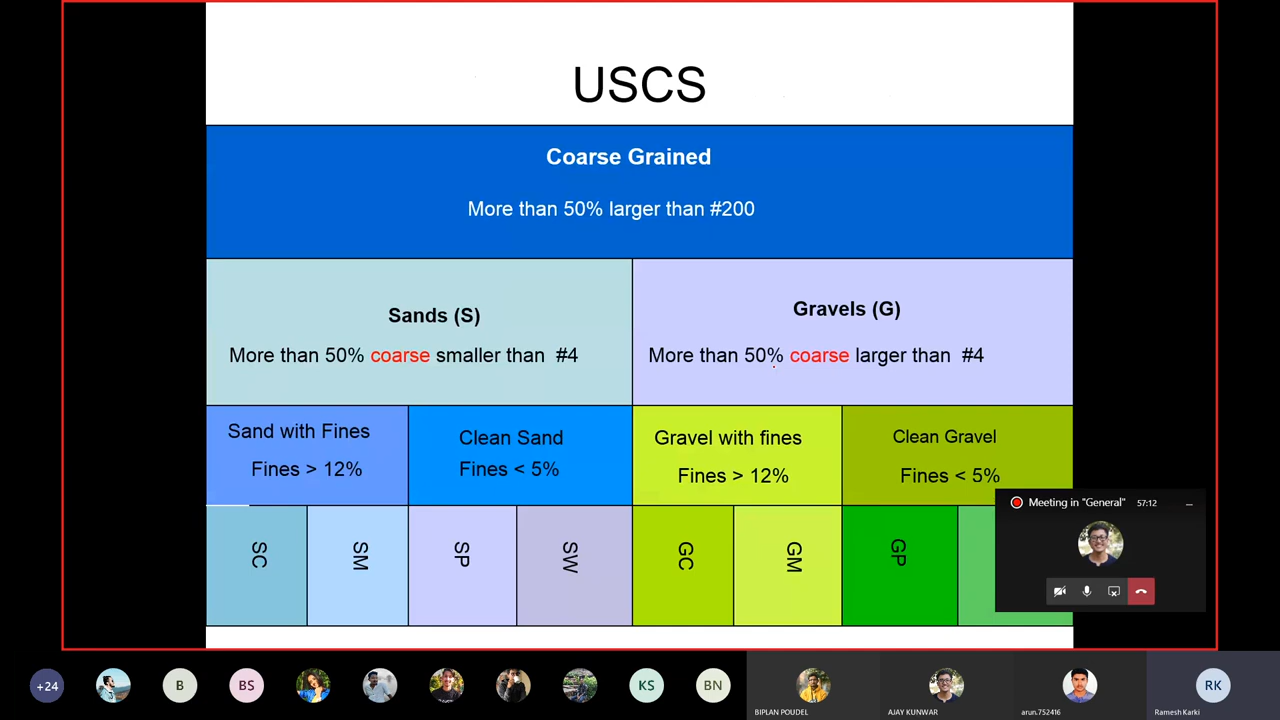 USCS
Coarse Grained
More than 50% larger than #200
Sands (S)
More than 50% coarse smaller than #4
Gravels (G)
More than 50% coarse larger than #4
Sand with Fines
Fines > 12%
Clean Sand
Fines < 5%
Gravel with fines
Fines > 12%
Clean Gravel
Fines < 5%
SC
SM
SP
SW
GC
GM
GP
Meeting in "General"
57:12
+24
B
BS
KS
BN
RK
BIPLAN POUDEL
AJAY KUNWAR
arun.752416
Ramesh Karki